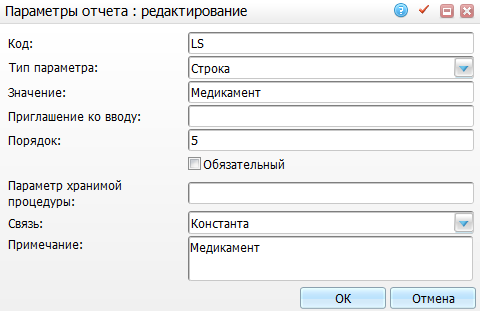 Параметры отчета : редактирование
Код: LS
Тип параметра: Строка
Значение: Медикамент
Приглашение ко вводу:
Порядок: 5
Обязательный
Параметр хранимой
процедуры:
Связь: Константа
Примечание: Медикамент
ОК Отмена